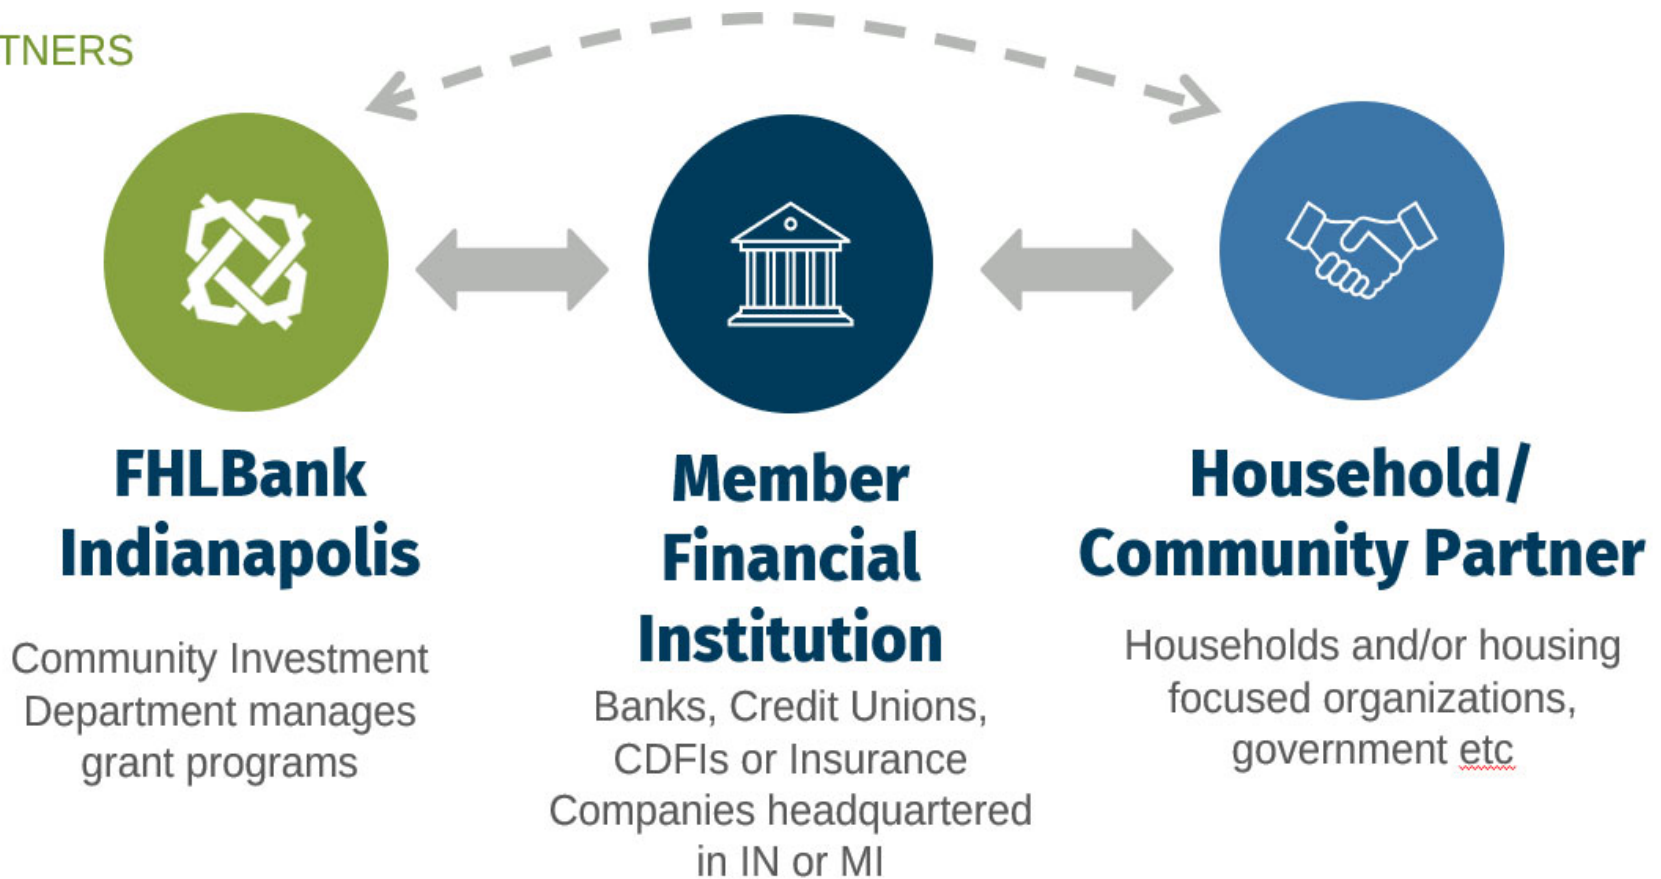 TNERS
FHLBank
Indianapolis
Community Investment
Department manages
grant programs
Member
Financial
Institution
Banks, Credit Unions,
CDFIs or Insurance
Companies headquartered
in IN or MI
Household/
Community Partner
Households and/or housing
focused organizations,
government etc